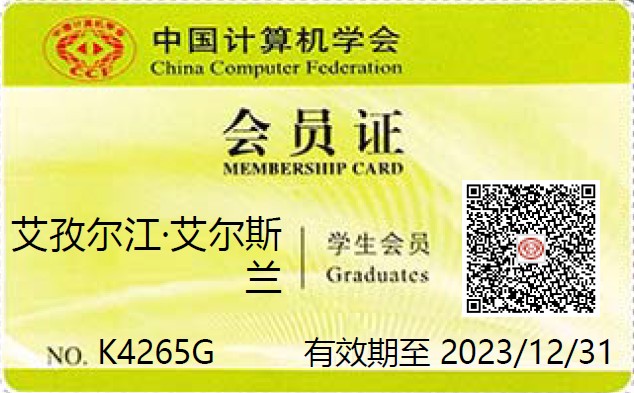 中国计算机学会
China Computer Federation
会员证
MEMBERSHIP CARD
艾孜尔江·艾尔斯
兰
学生会员
Graduates
NO. K4265G
有效期至 2023/12/31